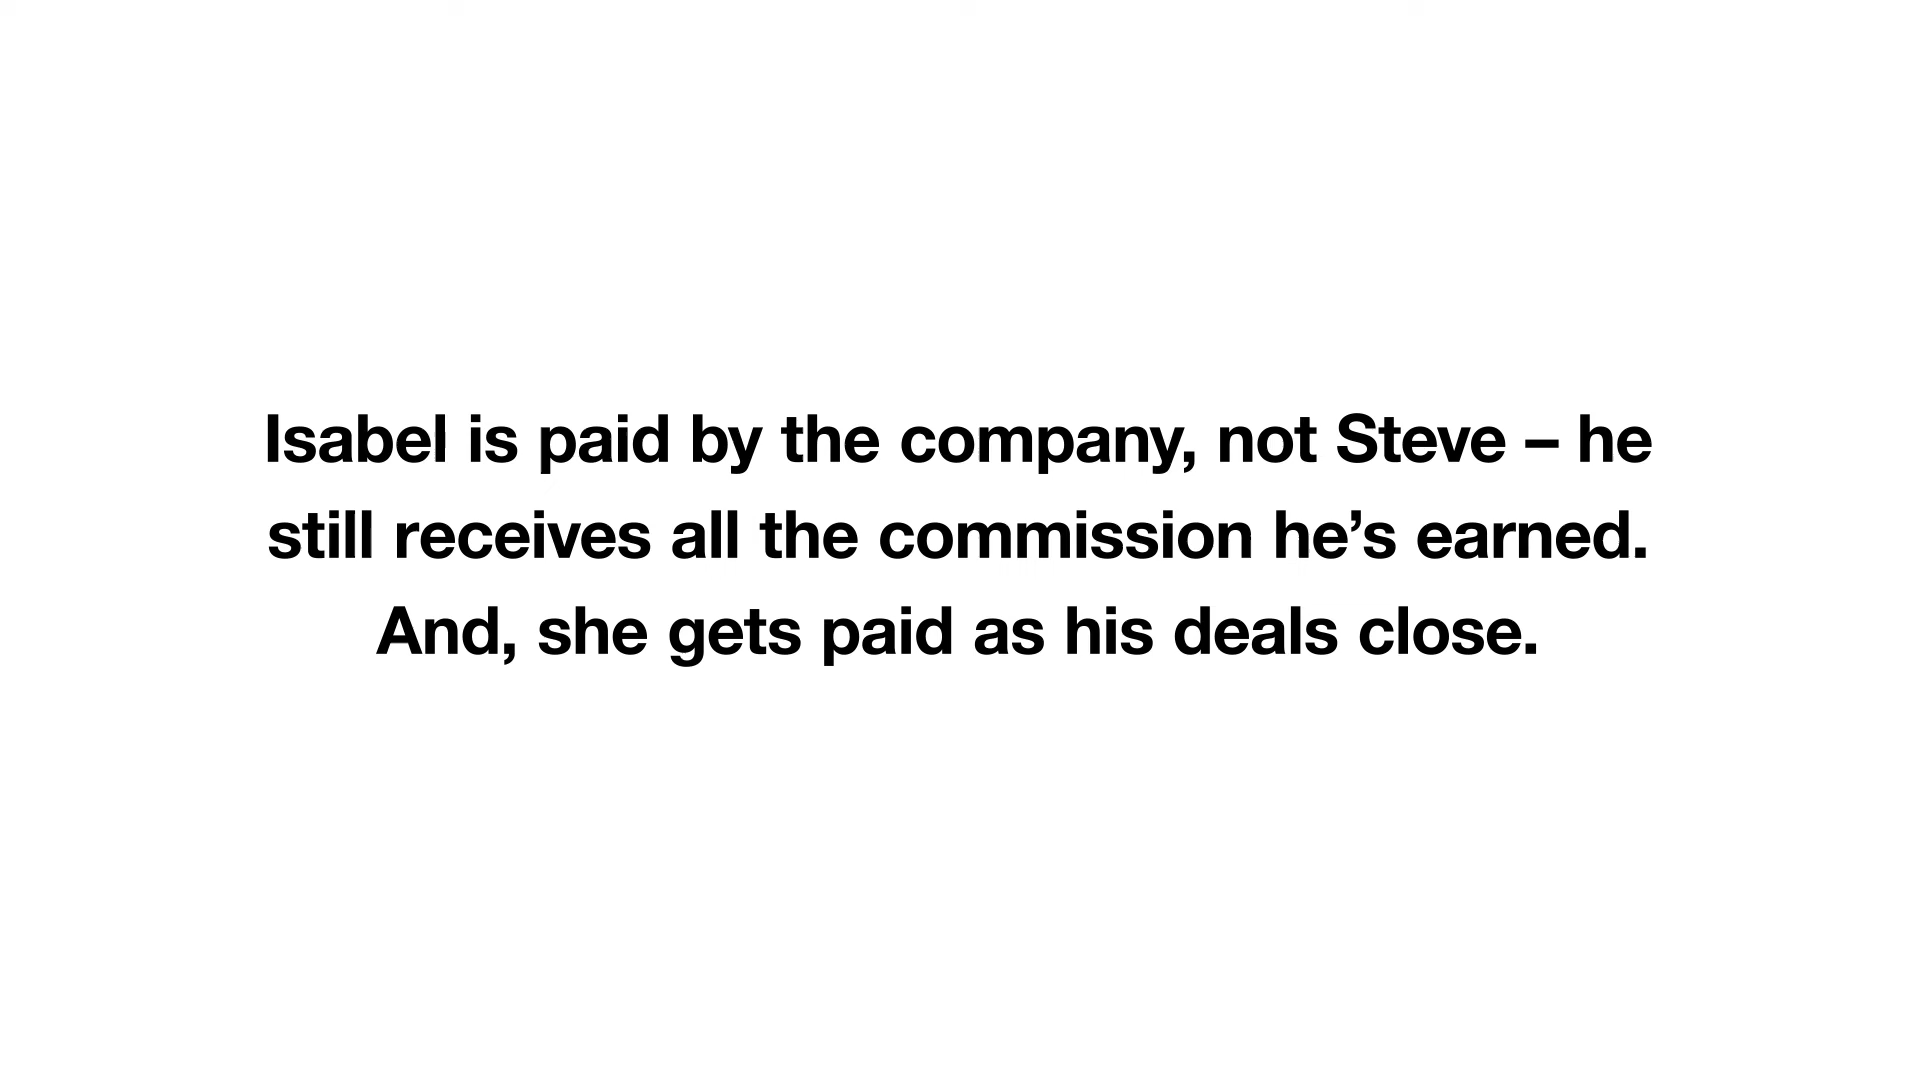 Isabel is paid by the company, not Steve – he
still receives all the commission he’s earned.
And, she gets paid as his deals close.